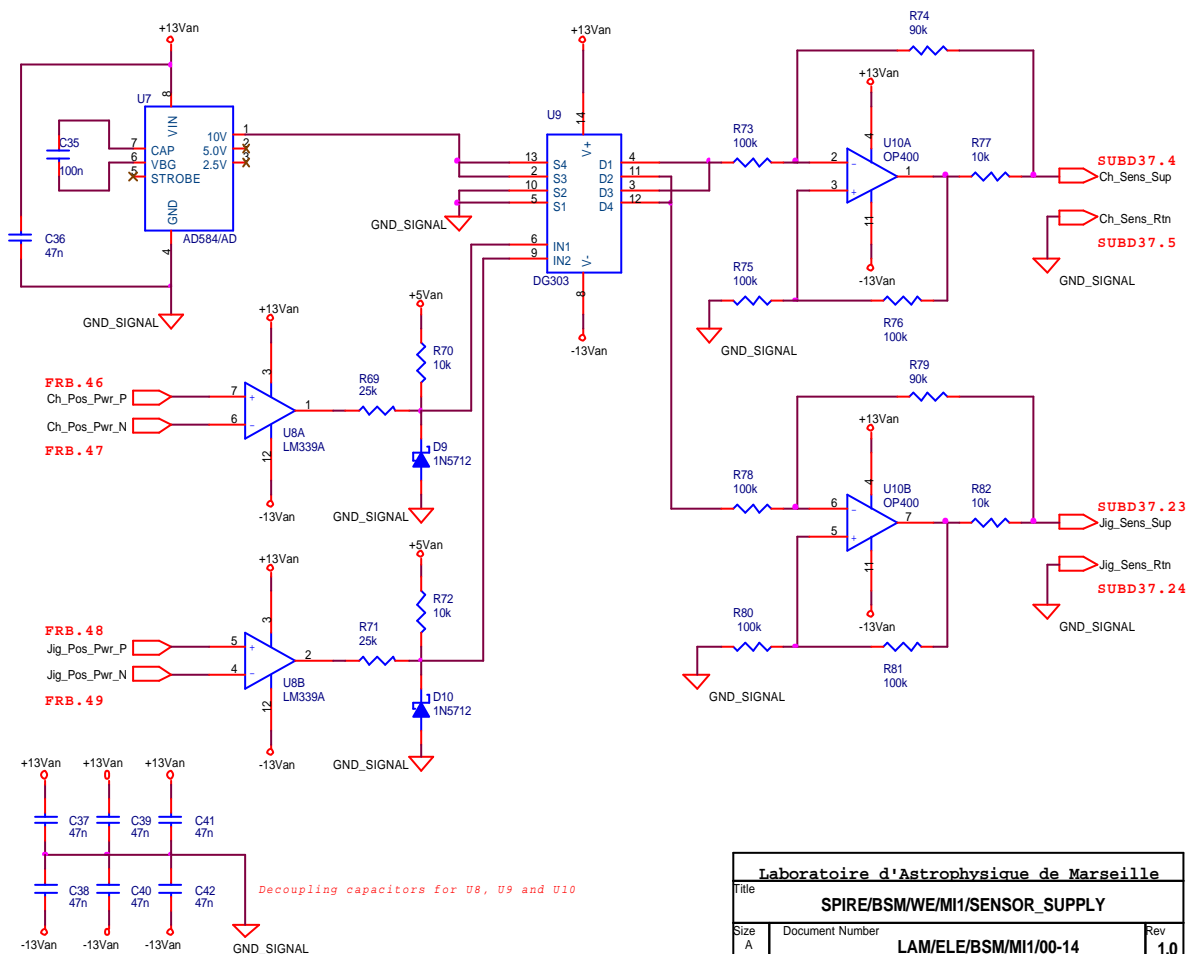 +13Van
U7
8
VIN
10V
5.0V
2.5V
1
2
3
CAP
VBG
STROBE
7
6
5
GND
4
AD584/AD
C35
100n
C36
47n
GND_SIGNAL
+13Van
U9
14
V+
S4
S3
S2
S1
13
2
10
5
D1
D2
D3
D4
4
11
3
12
IN1
IN2
6
9
V-
8
DG303
-13Van
GND_SIGNAL
R74
90k
+13Van
R73
100k
U10A
OP400
4
2
3
1
11
R77
10k
-13Van
R75
100k
R76
100k
GND_SIGNAL
SUBD37.4
Ch_Sens_Sup
Ch_Sens_Rtn
SUBD37.5
GND_SIGNAL
FRB.46
Ch_Pos_Pwr_P
Ch_Pos_Pwr_N
FRB.47
+13Van
3
7
6
+
-
1
12
U8A
LM339A
-13Van
R69
25k
+5Van
R70
10k
D9
1N5712
GND_SIGNAL
FRB.48
Jig_Pos_Pwr_P
Jig_Pos_Pwr_N
FRB.49
+13Van
3
5
4
+
-
2
12
U8B
LM339A
-13Van
R71
25k
+5Van
R72
10k
D10
1N5712
GND_SIGNAL
R79
90k
+13Van
R78
100k
U10B
OP400
4
6
5
-
+
7
11
R82
10k
-13Van
R80
100k
R81
100k
GND_SIGNAL
SUBD37.23
Jig_Sens_Sup
Jig_Sens_Rtn
SUBD37.24
GND_SIGNAL
+13Van +13Van +13Van
C37
47n
C39
47n
C41
47n
C38
47n
C40
47n
C42
47n
-13Van -13Van -13Van
GND_SIGNAL
Decoupling capacitors for U8, U9 and U10
Laboratoire d'Astrophysique de Marseille
Title
SPIRE/BSM/WE/MI1/SENSOR_SUPPLY
Size
A
Document Number
LAM/ELE/BSM/MI1/00-14
Rev
1.0